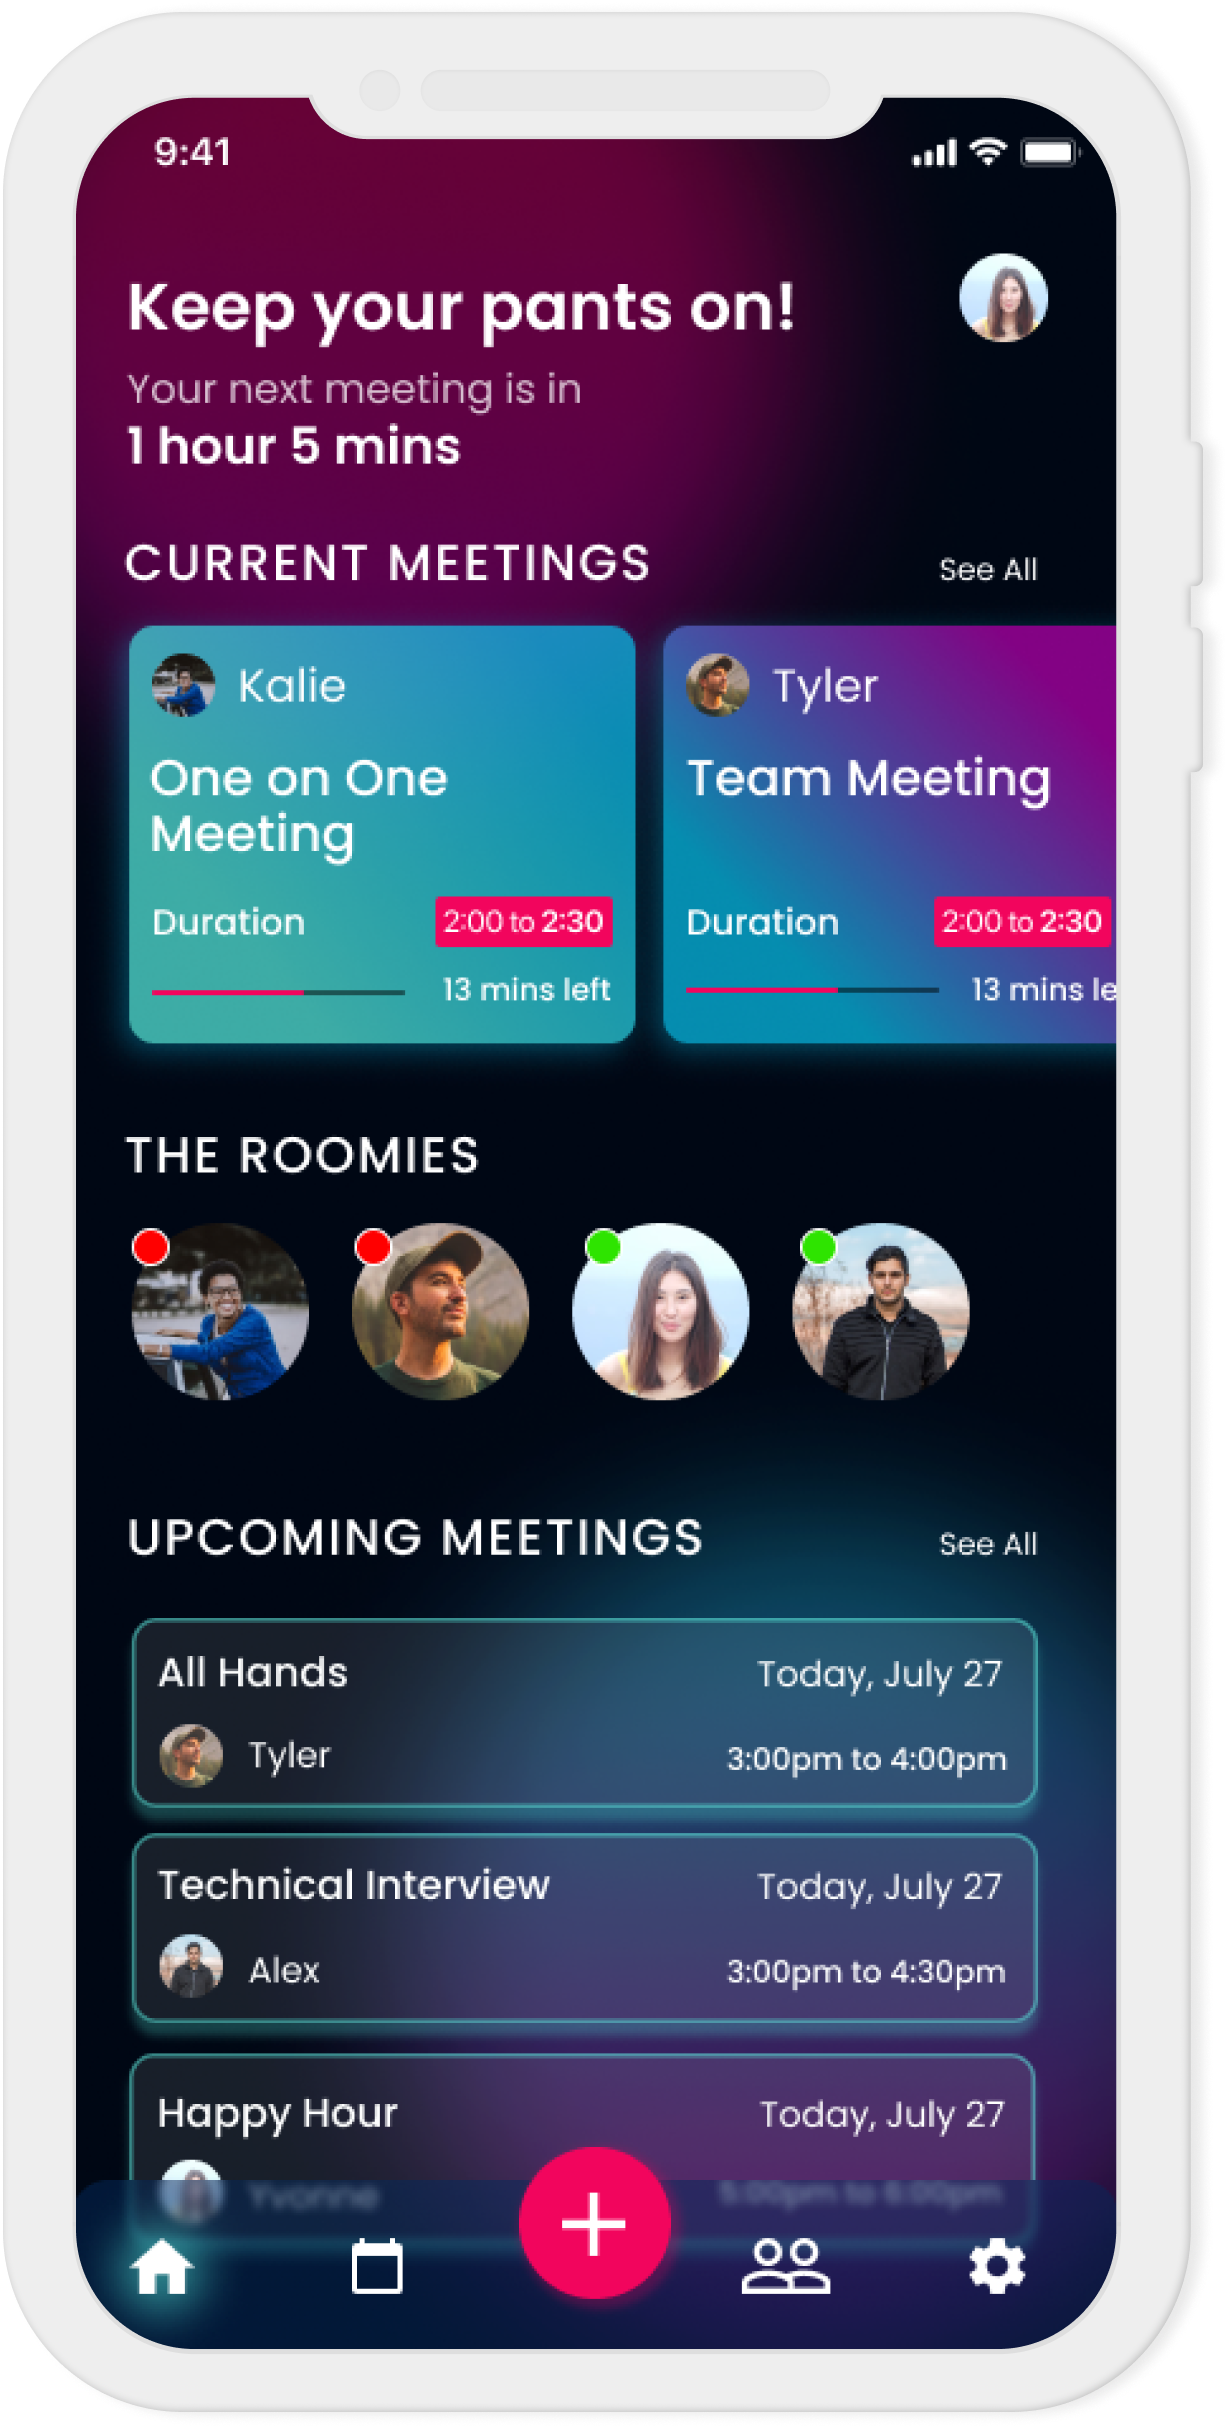 9:41
Keep your pants on!
Your next meeting is in
1 hour 5 mins
CURRENT MEETINGS
See All
Kalie
One on One
Meeting
Duration
2:00 to 2:30
13 mins left
Tyler
Team Meeting
Duration
2:00 to 2:30
13 mins le
THE ROOMIES
UPCOMING MEETINGS
See All
All Hands
Today, July 27
Tyler
3:00pm to 4:00pm
Technical Interview
Today, July 27
Alex
3:00pm to 4:30pm
Happy Hour
Today, July 27
Yvonne